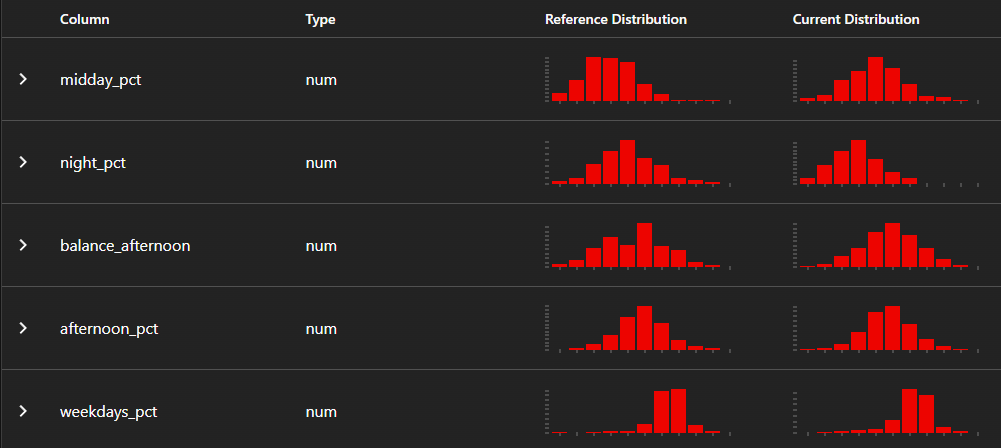 Column Type Reference Distribution Current Distribution
midday_pct num
night_pct num
balance_afternoon num
afternoon_pct num
weekdays_pct num